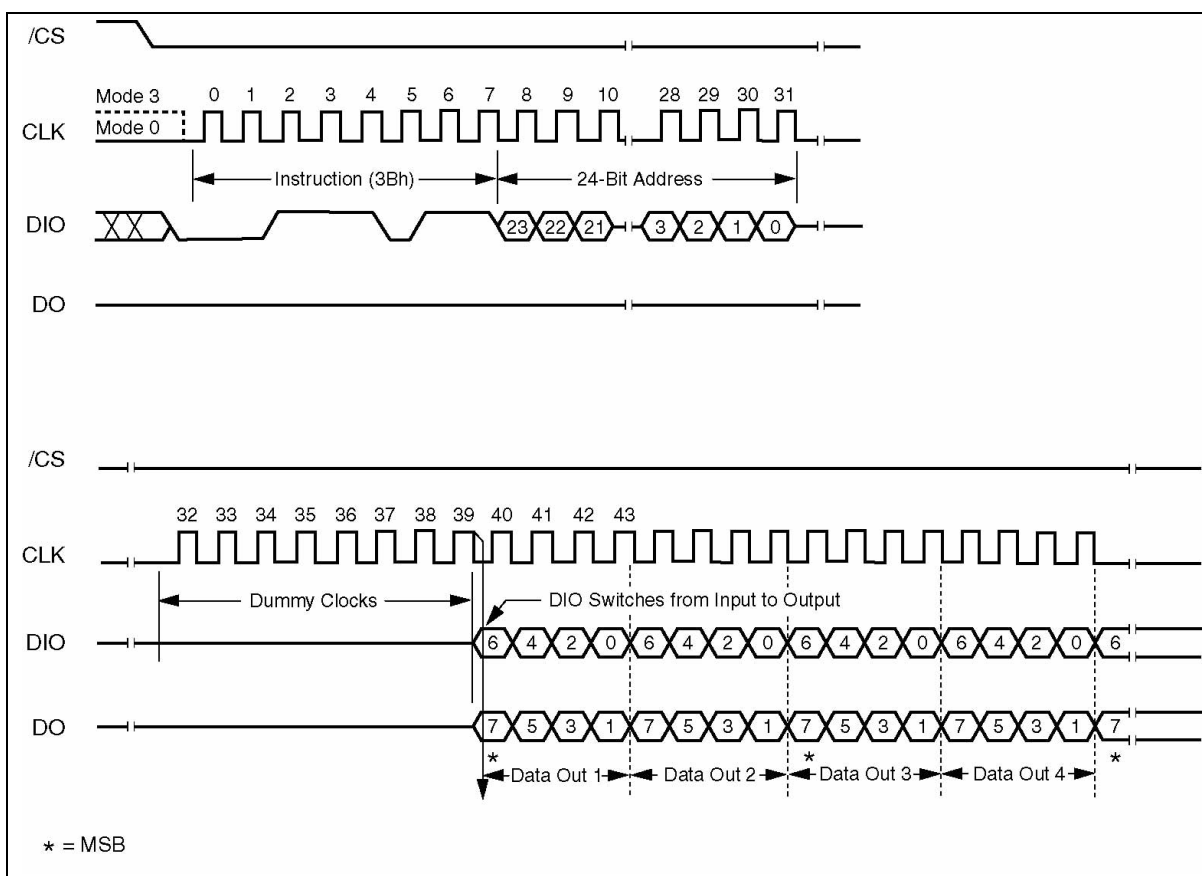 /CS
Mode 3 0 1 2 3 4 5 6 7 8 9 10 28 29 30 31
Mode 0
CLK
Instruction (3Bh) 24-Bit Address
DIO 23 22 21 3 2 1 0
DO
/CS
32 33 34 35 36 37 38 39 40 41 42 43
CLK
Dummy Clocks DIO Switches from Input to Output
DIO 6 4 2 0 6 4 2 0 6 4 2 0 6 4 2 0 6
DO 7 5 3 1 7 5 3 1 7 5 3 1 7 5 3 1 7
* * *
Data Out 1 Data Out 2 Data Out 3 Data Out 4
* = MSB